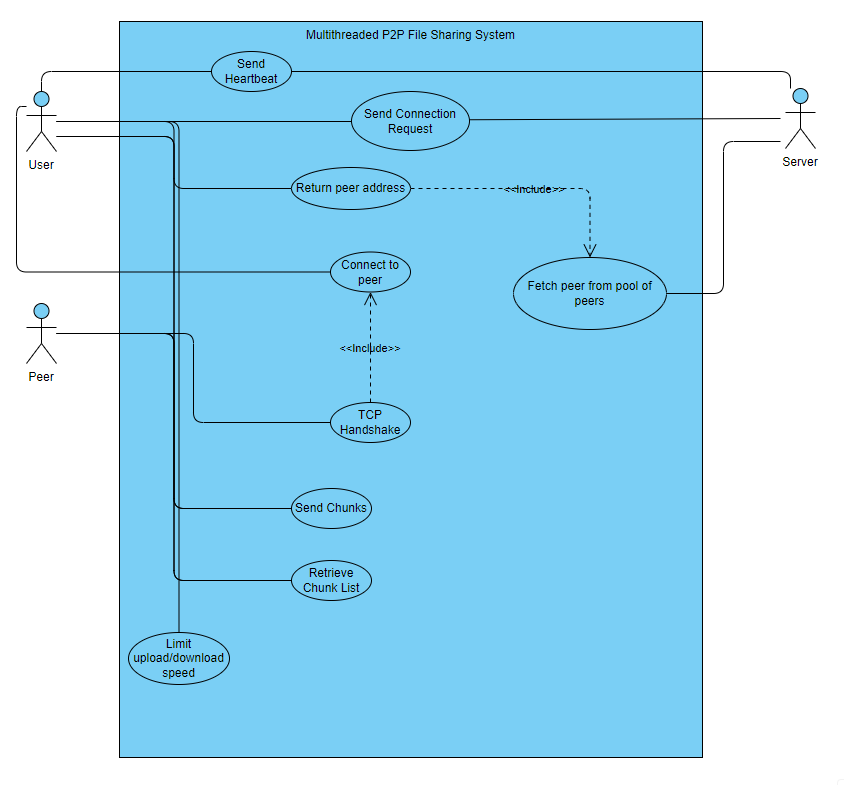 Multithreaded P2P File Sharing System
Send
Heartbeat
Send Connection
Request
User
Server
Return peer address
<<Include>>
Connect to
peer
Fetch peer from pool of
peers
<<Include>>
Peer
TCP
Handshake
Send Chunks
Retrieve
Chunk List
Limit
upload/download
speed